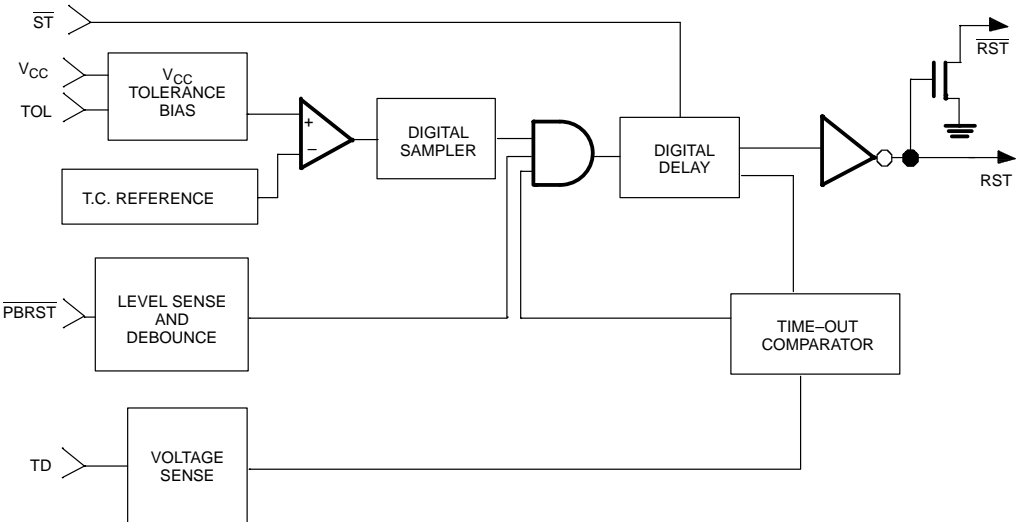 ST
VCC
TOL
VCC
TOLERANCE
BIAS
+
−
T.C. REFERENCE
DIGITAL
SAMPLER
DIGITAL
DELAY
RST
RST
PBRST
LEVEL SENSE
AND
DEBOUNCE
TIME–OUT
COMPARATOR
TD
VOLTAGE
SENSE